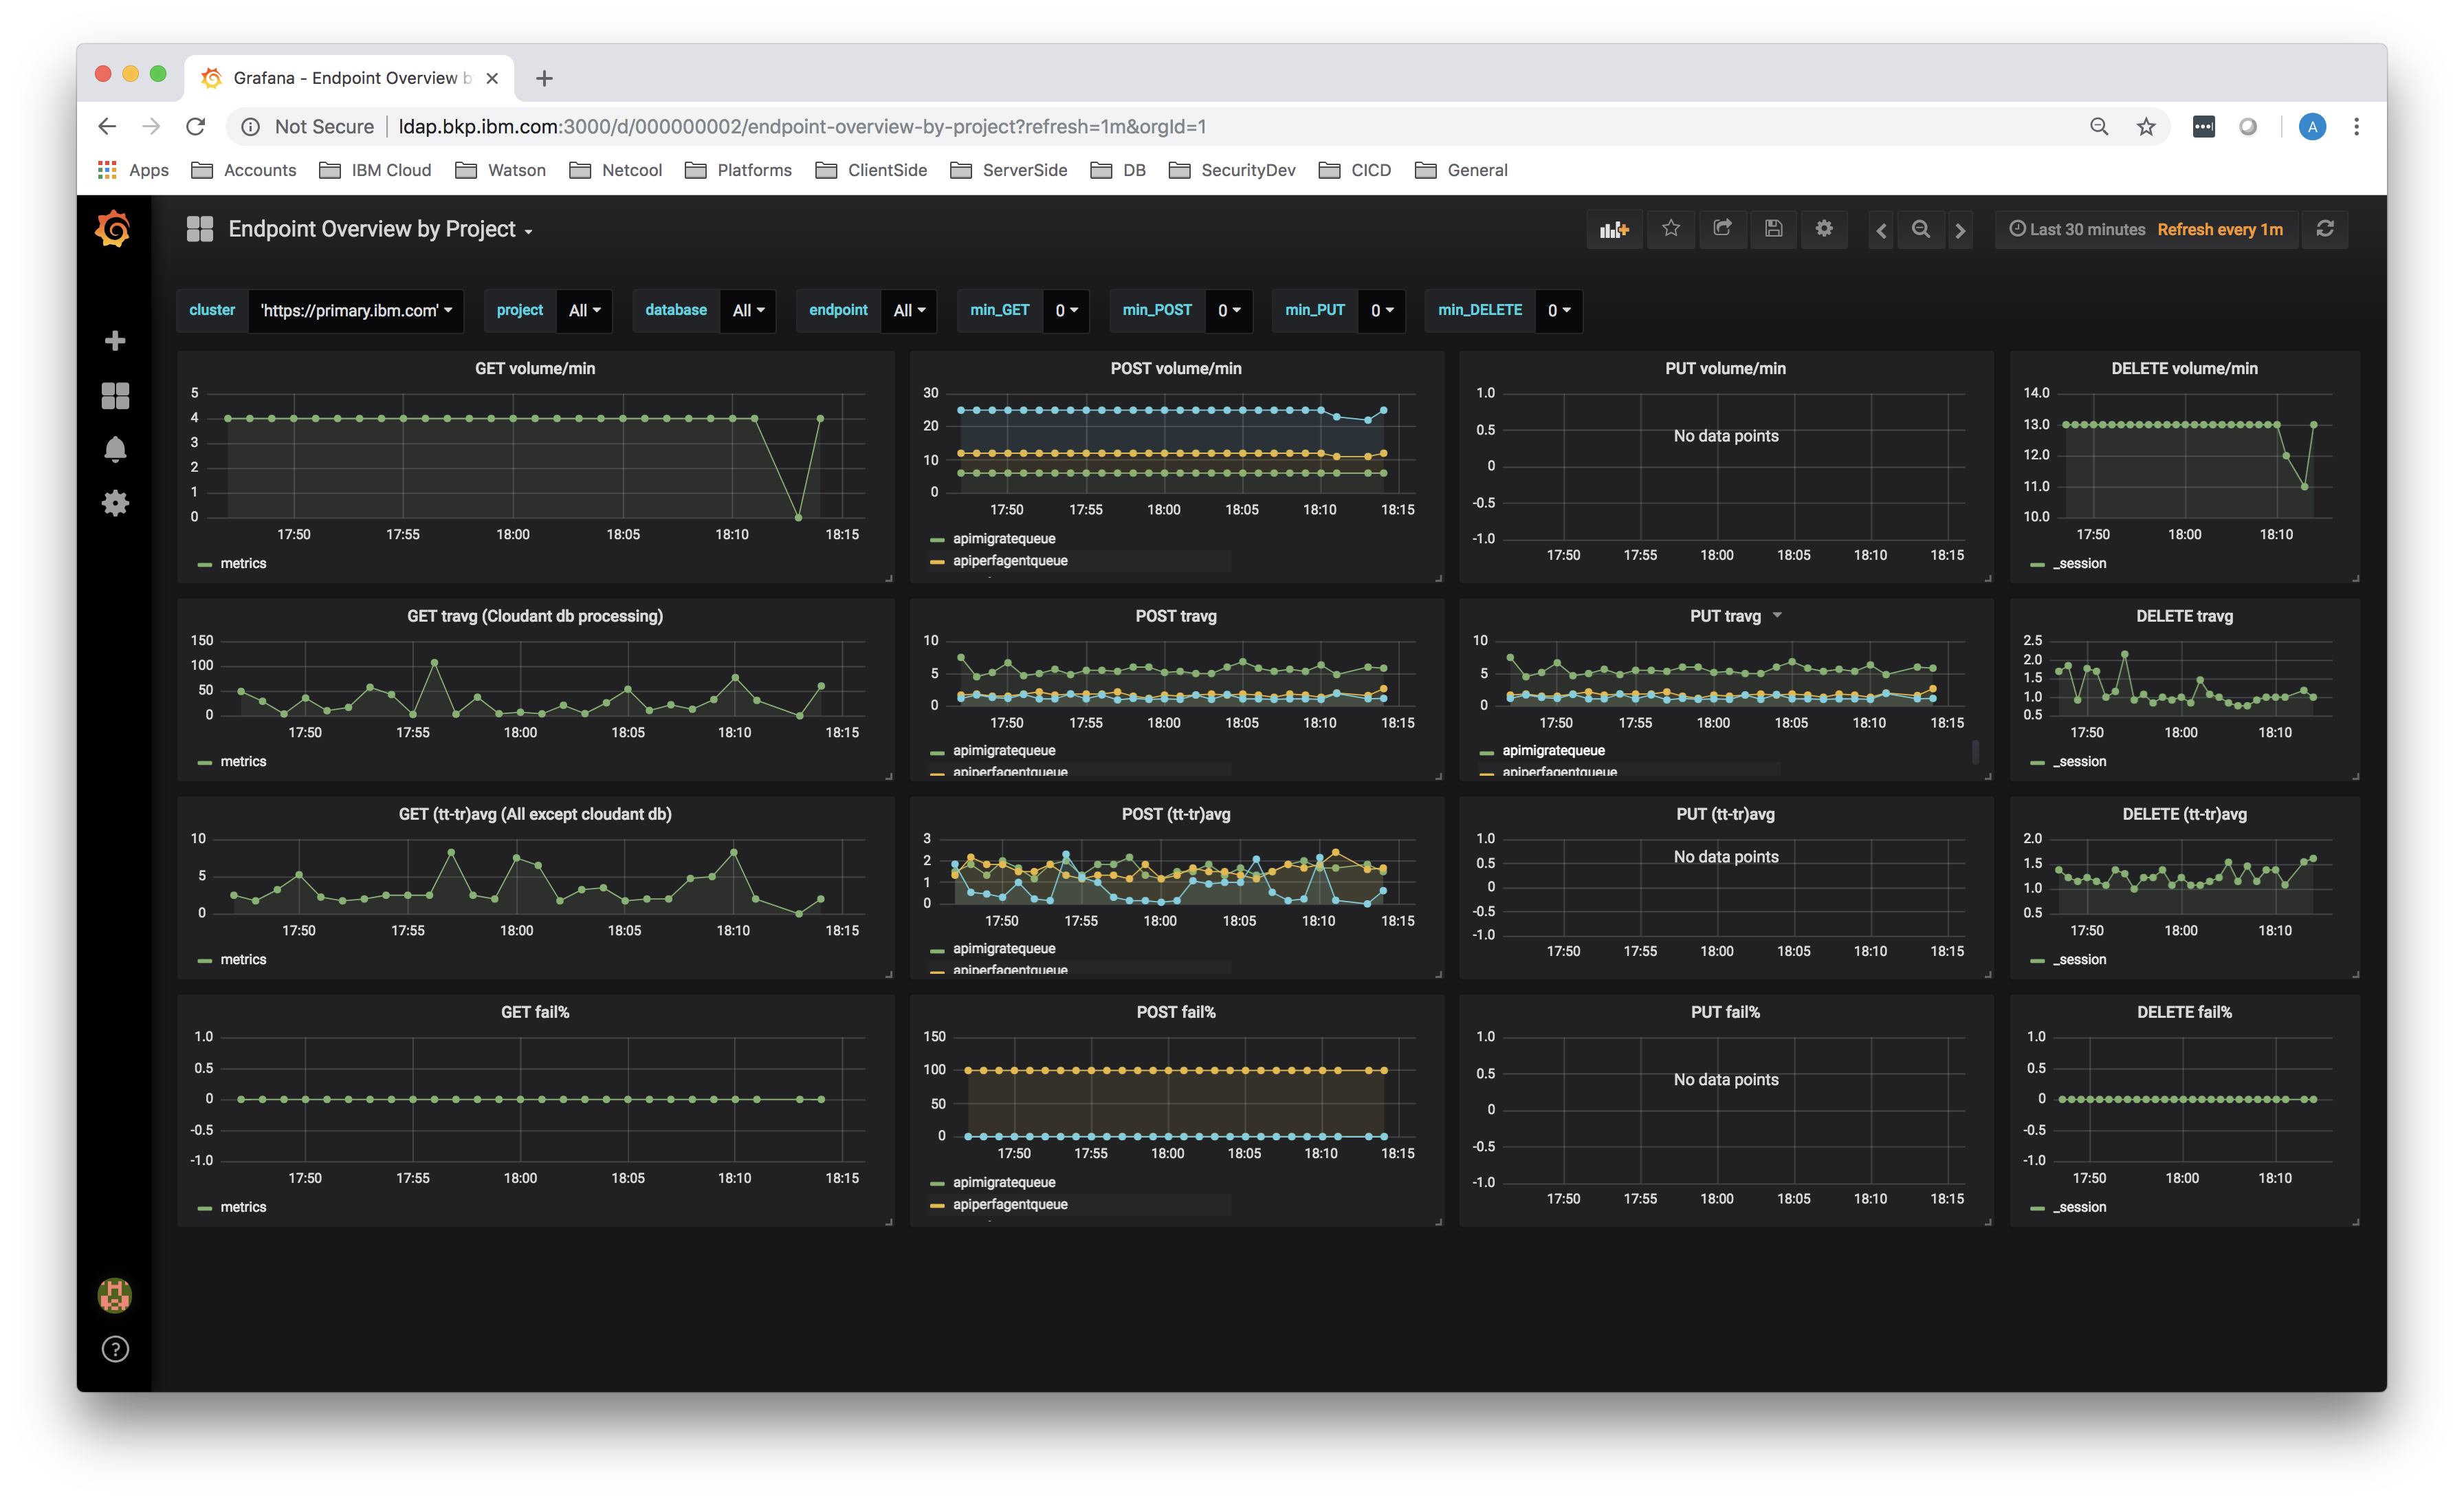 Grafana - Endpoint Overview b
Not Secure | ldap.bkp.ibm.com:3000/d/000000002/endpoint-overview-by-project?refresh=1m&orgId=1
A
Apps Accounts IBM Cloud Watson Netcool Platforms ClientSide ServerSide DB SecurityDev CICD General
Endpoint Overview by Project
Last 30 minutes Refresh every 1m
cluster 'https://primary.ibm.com' project All database All endpoint All min_GET 0 min_POST 0 min_PUT 0 min_DELETE 0
GET volume/min
5
4
3
2
1
0
17:50 17:55 18:00 18:05 18:10 18:15
metrics
POST volume/min
30
20
10
0
17:50 17:55 18:00 18:05 18:10 18:15
apimigratequeue
apiperfagentqueue
PUT volume/min
1.0
0.5
0
-0.5
-1.0
No data points
17:50 17:55 18:00 18:05 18:10 18:15
DELETE volume/min
14.0
13.0
12.0
11.0
10.0
17:50 18:00 18:10
_session
GET travg (Cloudant db processing)
150
100
50
0
17:50 17:55 18:00 18:05 18:10 18:15
metrics
POST travg
10
5
0
17:50 17:55 18:00 18:05 18:10 18:15
apimigratequeue
apiperfagentqueue
PUT travg
10
5
0
17:50 17:55 18:00 18:05 18:10 18:15
apimigratequeue
apiperfagentqueue
DELETE travg
2.5
2.0
1.5
1.0
0.5
17:50 18:00 18:10
_session
GET (tt-tr)avg (All except cloudant db)
10
5
0
17:50 17:55 18:00 18:05 18:10 18:15
metrics
POST (tt-tr)avg
3
2
1
0
17:50 17:55 18:00 18:05 18:10 18:15
apimigratequeue
apiperfagentqueue
PUT (tt-tr)avg
1.0
0.5
0
-0.5
-1.0
No data points
17:50 17:55 18:00 18:05 18:10 18:15
DELETE (tt-tr)avg
2.0
1.5
1.0
0.5
17:50 18:00 18:10
_session
GET fail%
1.0
0.5
0
-0.5
-1.0
17:50 17:55 18:00 18:05 18:10 18:15
metrics
POST fail%
150
100
50
0
17:50 17:55 18:00 18:05 18:10 18:15
apimigratequeue
apiperfagentqueue
PUT fail%
1.0
0.5
0
-0.5
-1.0
No data points
17:50 17:55 18:00 18:05 18:10 18:15
DELETE fail%
1.0
0.5
0
-0.5
-1.0
17:50 18:00 18:10
_session